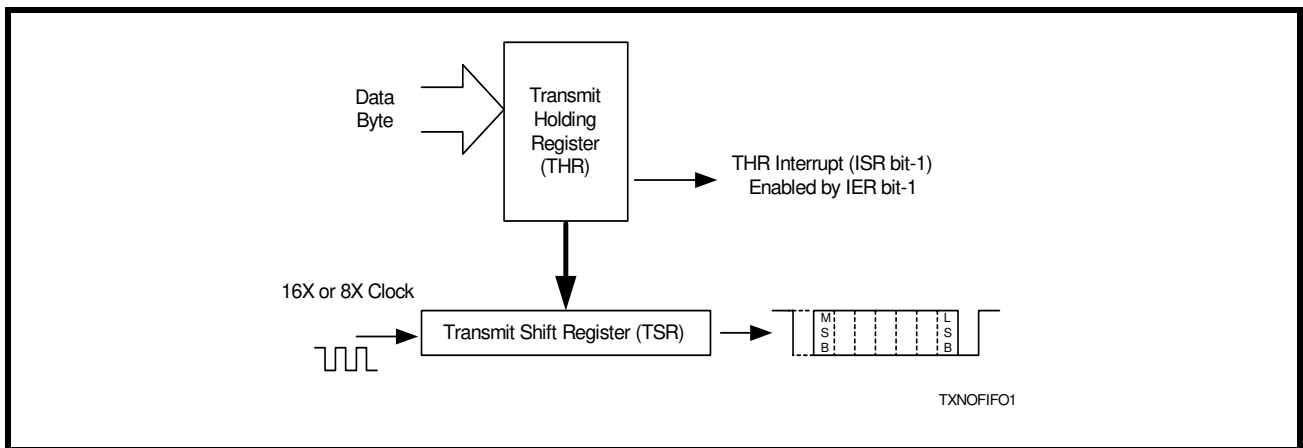 Data
Byte
Transmit
Holding
Register
(THR)
THR Interrupt (ISR bit-1)
Enabled by IER bit-1
16X or 8X Clock
Transmit Shift Register (TSR)
M
S
B
L
S
B
TXNOFIFO1